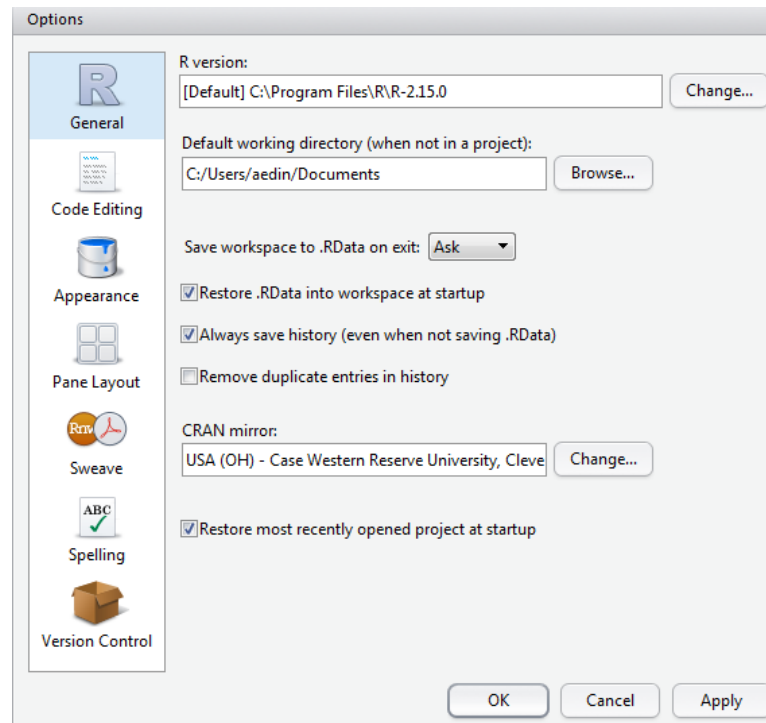 Options
R
General
Code Editing
Appearance
Pane Layout
Rnw
Sweave
ABC
Spelling
Version Control
R version:
[Default] C:\Program Files\R\R-2.15.0
Change...
Default working directory (when not in a project):
C:/Users/aedin/Documents
Browse...
Save workspace to .RData on exit: Ask
Restore .RData into workspace at startup
Always save history (even when not saving .RData)
Remove duplicate entries in history
CRAN mirror:
USA (OH) - Case Western Reserve University, Cleve
Change...
Restore most recently opened project at startup
OK Cancel Apply